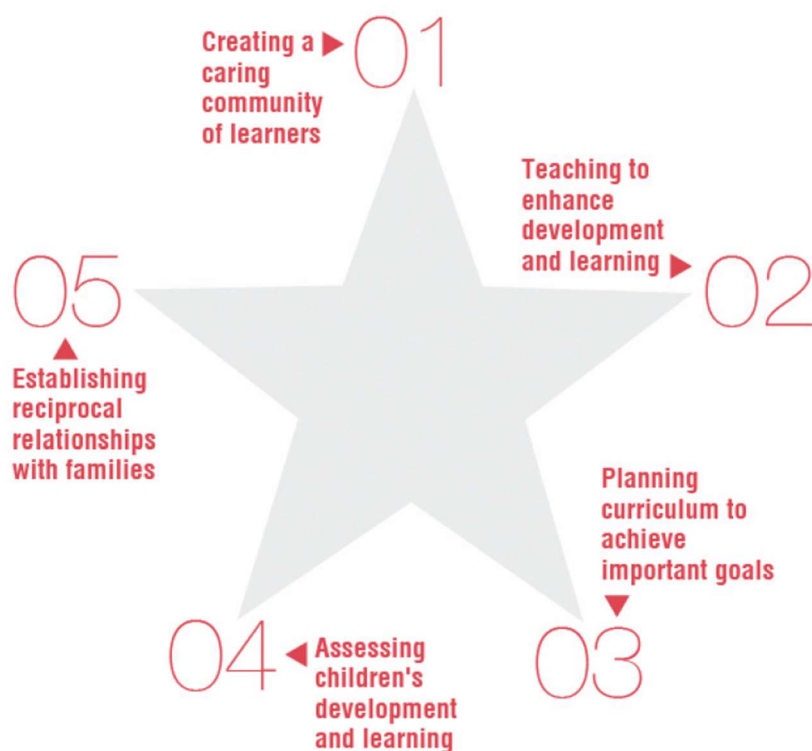 01
Creating a
caring
community
of learners
02
Teaching to
enhance
development
and learning
03
Planning
curriculum to
achieve
important goals
04
Assessing
children's
development
and learning
05
Establishing
reciprocal
relationships
with families